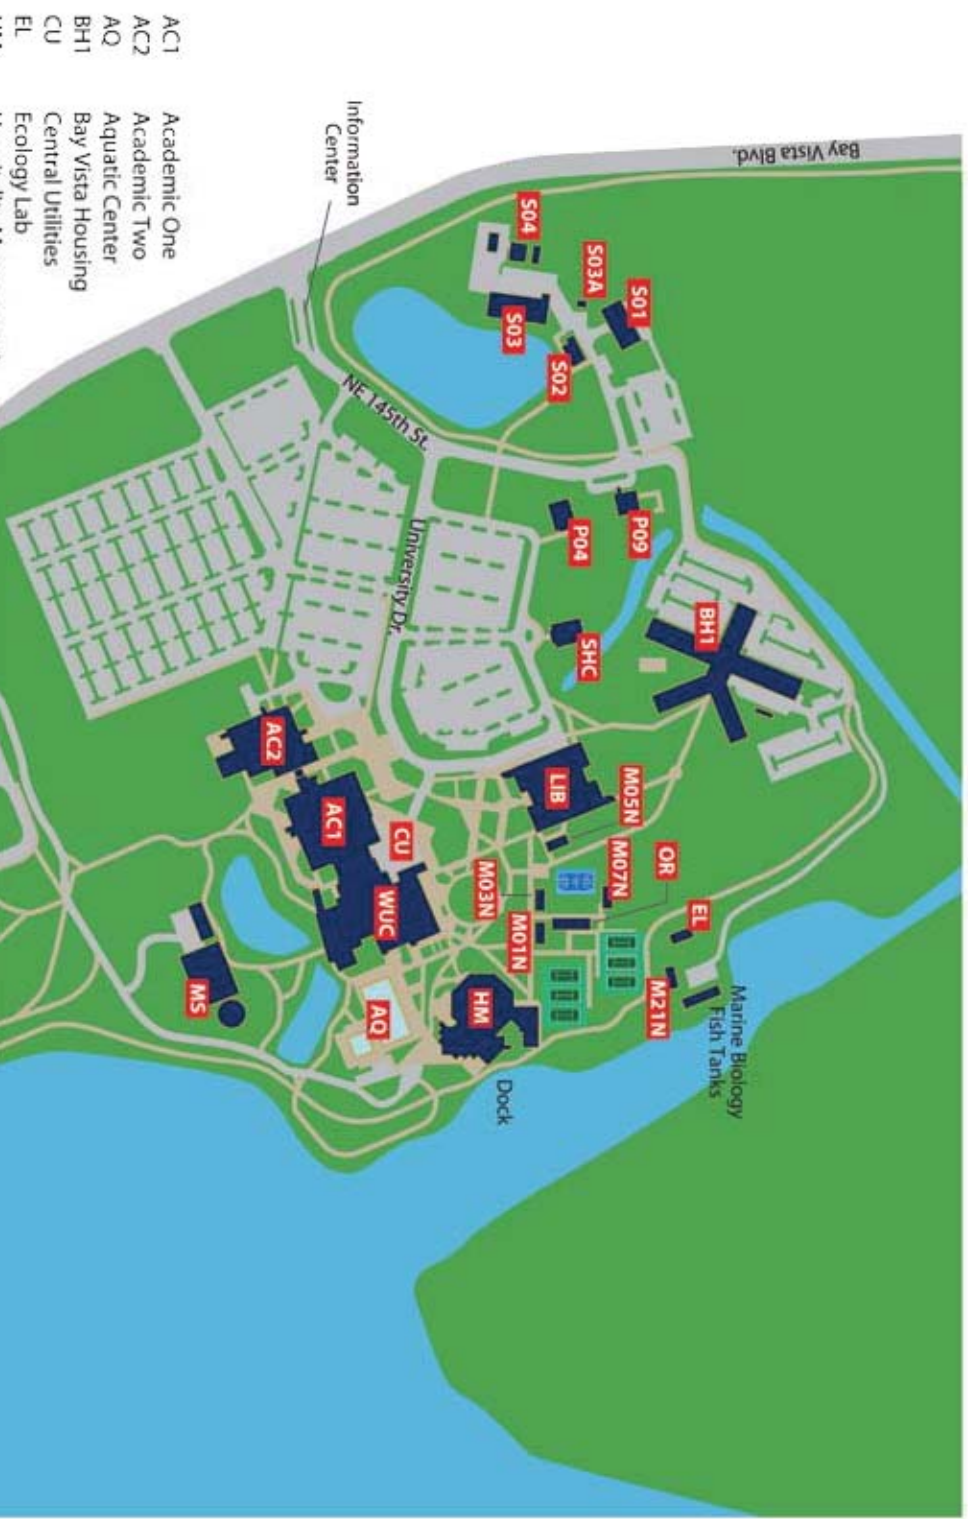 Bay Vista Blvd.
S04
S03A
S01
S03
S02
Information
Center
NE 145th St.
P09
P04
University Dr.
BH1
SHC
AC2
LIB
M05N
AC1
CU
M07N
OR
M03N
WUC
M01N
EL
M21N
MS
AQ
HM
Marine Biology
Fish Tanks
Dock
AC1 Academic One
AC2 Academic Two
AQ Aquatic Center
BH1 Bay Vista Housing
CU Central Utilities
EL Ecology Lab